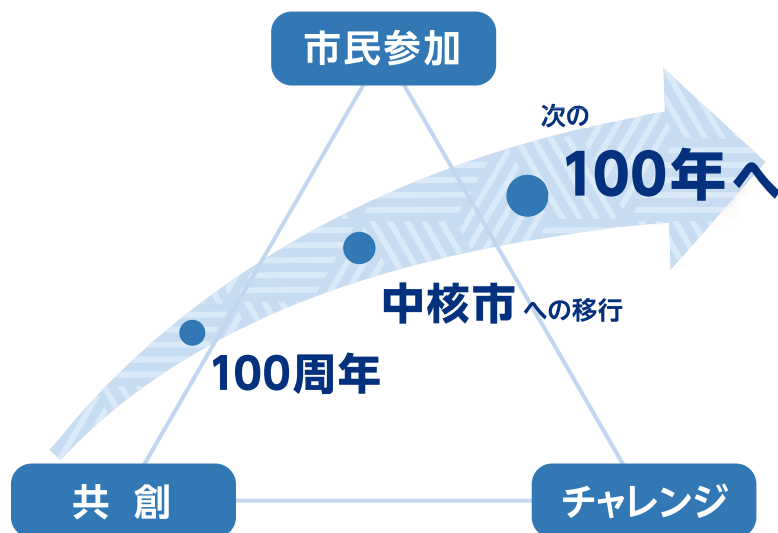 市民参加
次の
100年へ
中核市への移行
100周年
共創
チャレンジ